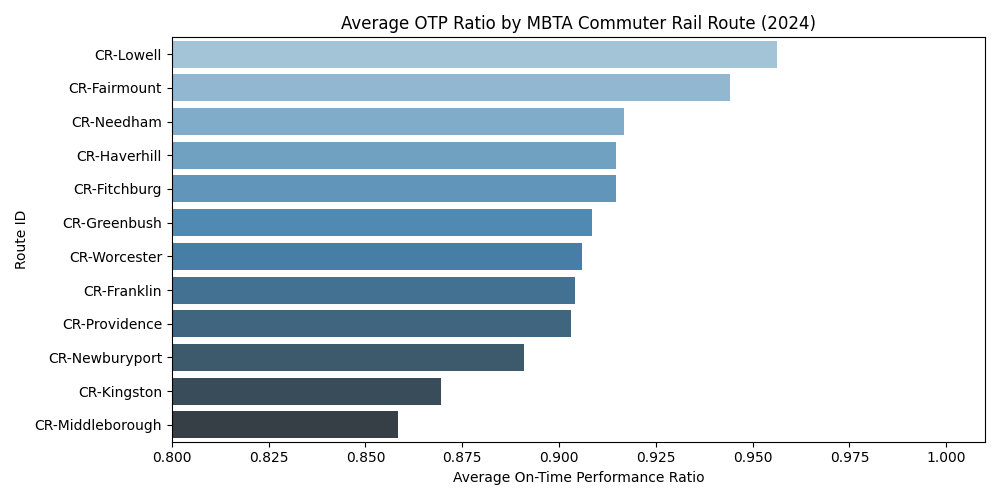 Average OTP Ratio by MBTA Commuter Rail Route (2024)
Route ID
CR-Lowell
CR-Fairmount
CR-Needham
CR-Haverhill
CR-Fitchburg
CR-Greenbush
CR-Worcester
CR-Franklin
CR-Providence
CR-Newburyport
CR-Kingston
CR-Middleborough
0.800 0.825 0.850 0.875 0.900 0.925 0.950 0.975 1.000
Average On-Time Performance Ratio